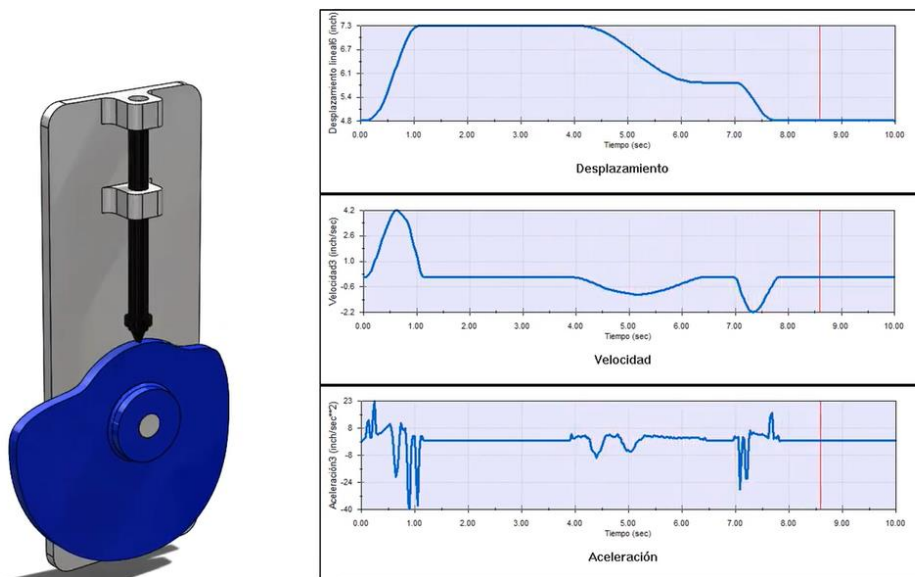 Desplazamiento lineal6 (inch)
7.3
6.7
6.1
5.4
4.8
0.00 1.00 2.00 3.00 4.00 5.00 6.00 7.00 8.00 9.00 10.00
Tiempo (sec)
Desplazamiento
Velocidad3 (inch/sec)
4.2
2.6
1.0
-0.6
-2.2
0.00 1.00 2.00 3.00 4.00 5.00 6.00 7.00 8.00 9.00 10.00
Tiempo (sec)
Velocidad
Aceleración3 (inch/sec**2)
23
8
-8
-24
-40
0.00 1.00 2.00 3.00 4.00 5.00 6.00 7.00 8.00 9.00 10.00
Tiempo (sec)
Aceleración